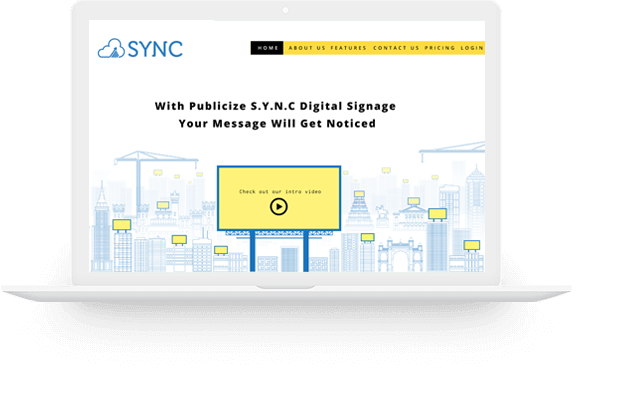 SYNC
HOME ABOUT US FEATURES CONTACT US PRICING LOGIN
With Publicize S.Y.N.C Digital Signage
Your Message Will Get Noticed
Check out our intro video